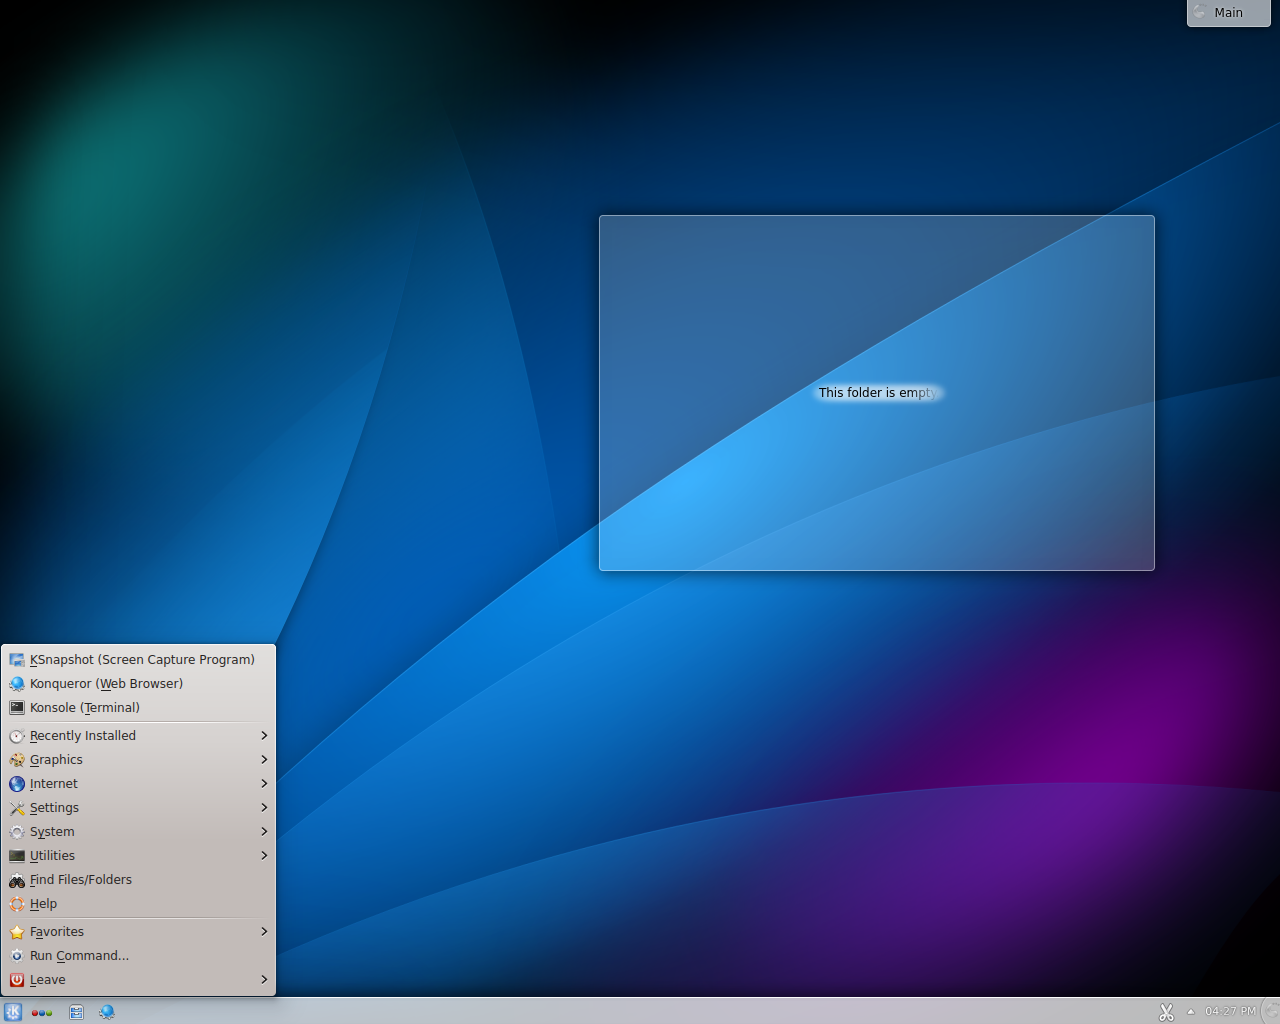 Main
This folder is empty
KSnapshot (Screen Capture Program)
Konqueror (Web Browser)
Konsole (Terminal)
Recently Installed
Graphics
Internet
Settings
System
Utilities
Find Files/Folders
Help
Favorites
Run Command...
Leave
04:27 PM